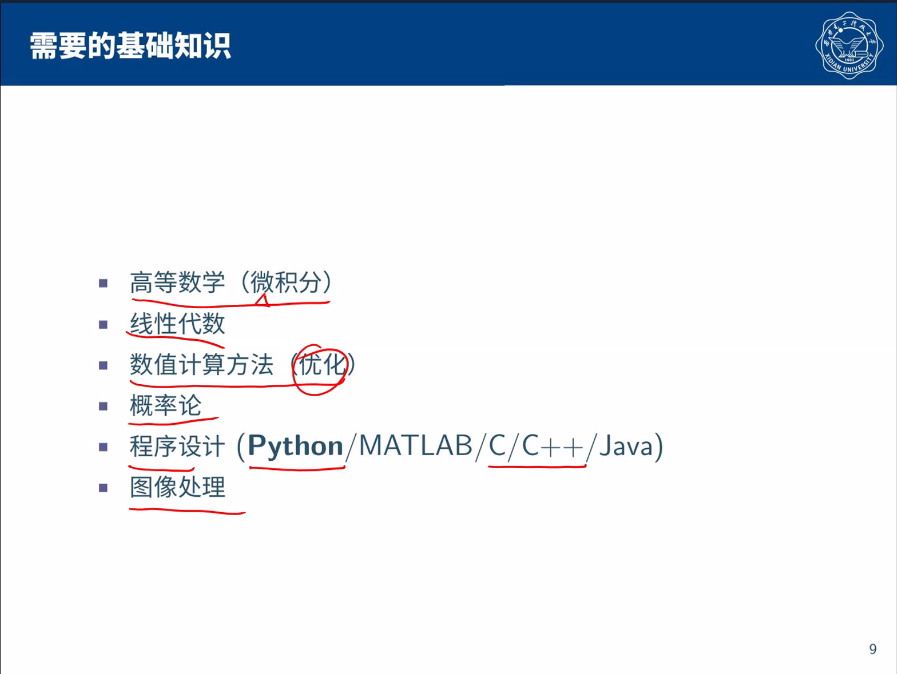 需要的基础知识
XIDIAN UNIVERSITY
高等数学（微积分）
线性代数
数值计算方法（优化）
概率论
程序设计 (Python/MATLAB/C/C++/Java)
图像处理
9